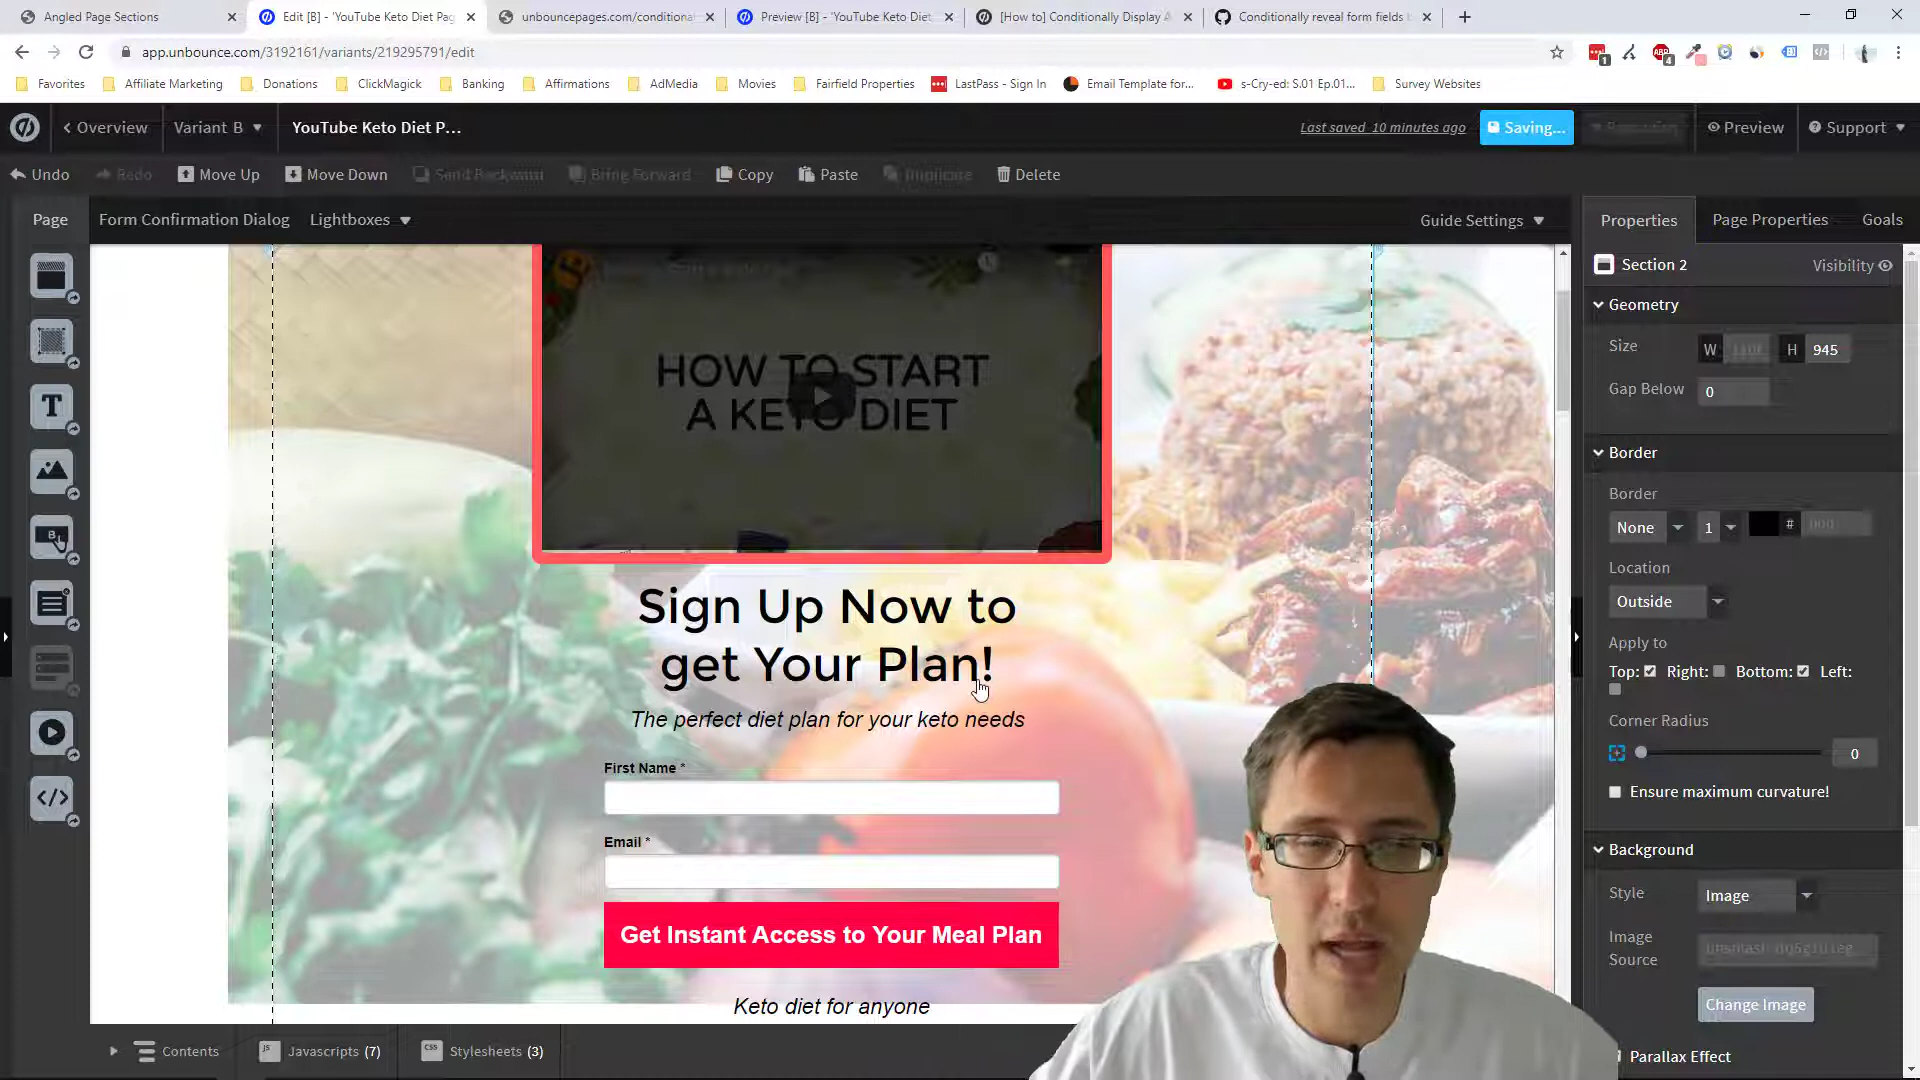 Angled Page Sections
Edit [B] - 'YouTube Keto Diet Pag
unbouncepages.com/conditiona
Preview [B] - 'YouTube Keto Diet
[How to] Conditionally Display A
Conditionally reveal form fields b
app.unbounce.com/3192161/variants/219295791/edit
Favorites Affiliate Marketing Donations ClickMagick Banking Affirmations AdMedia Movies Fairfield Properties LastPass - Sign In Email Template for... s-Cry-ed: S.01 Ep.01... Survey Websites
Overview Variant B YouTube Keto Diet P... Last saved 10 minutes ago Saving... Preview Support
Undo Redo Move Up Move Down Send Backward Bring Forward Copy Paste Duplicate Delete
Page Form Confirmation Dialog Lightboxes Guide Settings
Properties Page Properties Goals
HOW TO START
A KETO DIET
Sign Up Now to
get Your Plan!
The perfect diet plan for your keto needs
First Name *
Email *
Get Instant Access to Your Meal Plan
Keto diet for anyone
Section 2 Visibility
Geometry
Size W H 945
Gap Below 0
Border
Border
None 1 #
Location
Outside
Apply to
Top: Right: Bottom: Left:
Corner Radius
0
Ensure maximum curvature!
Background
Style Image
Image
Source
Change Image
Parallax Effect
Contents JS Javascripts (7) CSS Stylesheets (3)